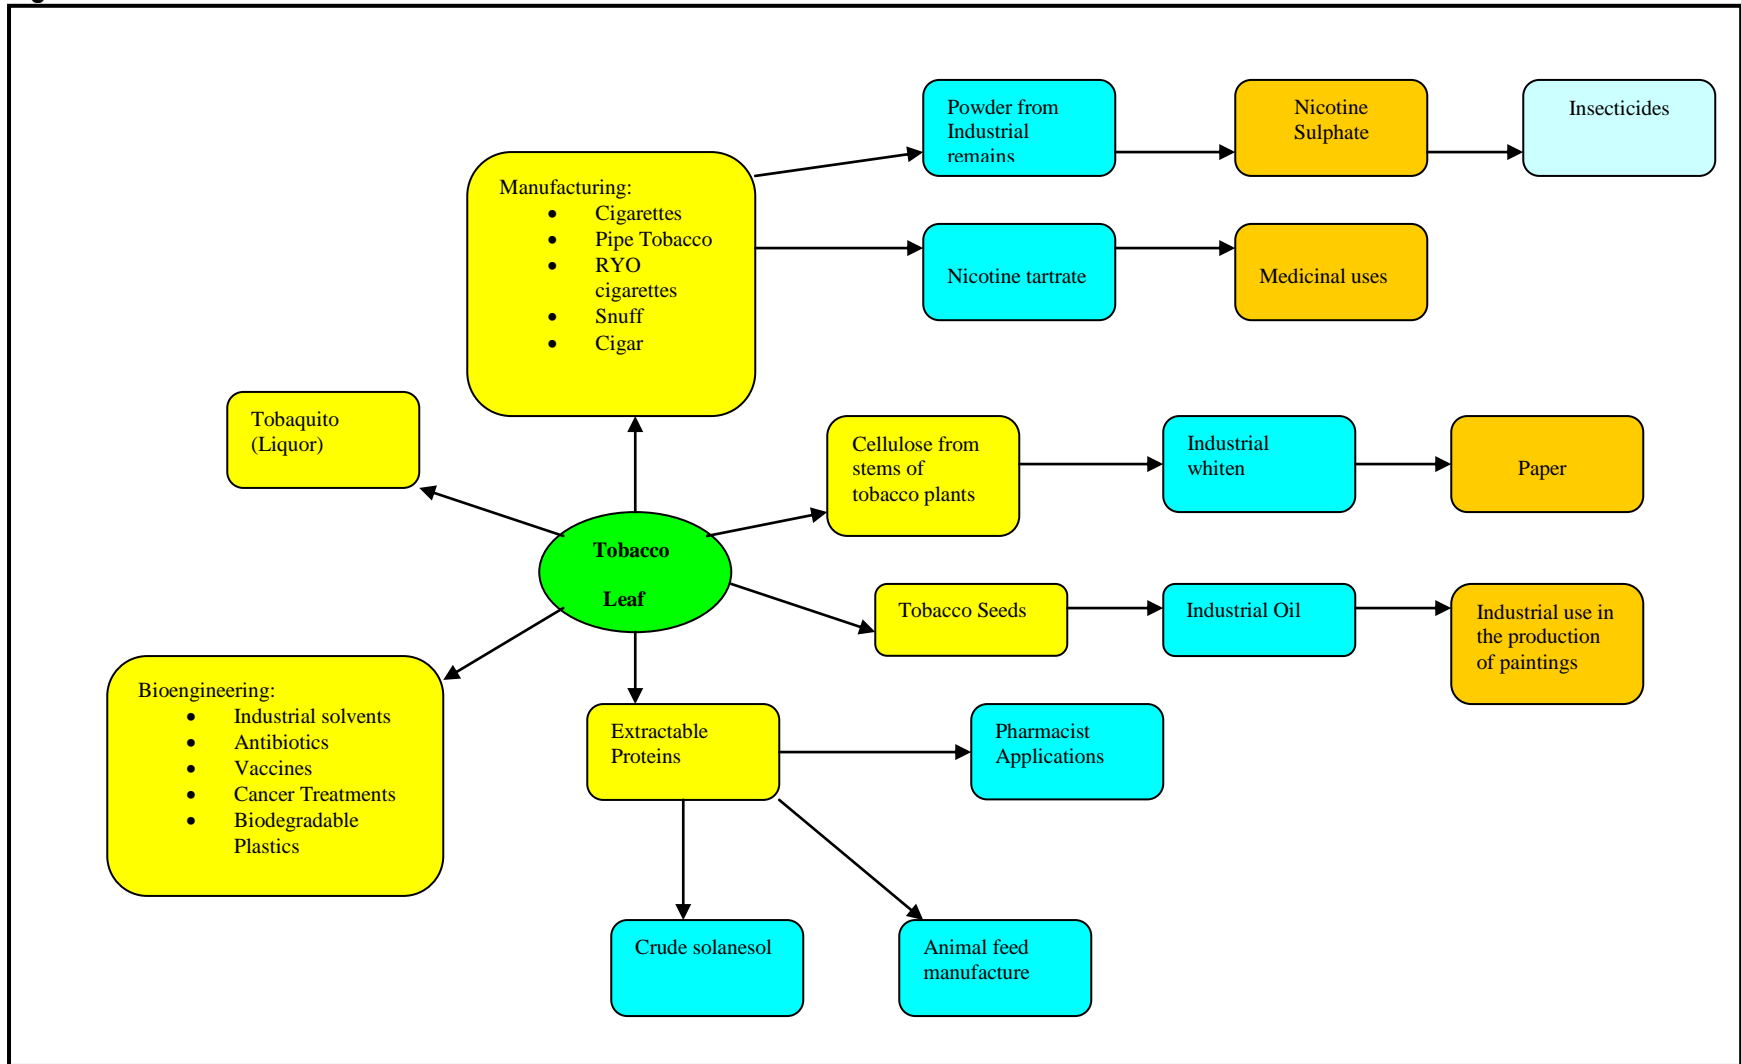 Powder from
Industrial
remains
Nicotine
Sulphate
Insecticides
Manufacturing:
• Cigarettes
• Pipe Tobacco
• RYO
cigarettes
• Snuff
• Cigar
Nicotine tartrate
Medicinal uses
Tobaquito
(Liquor)
Cellulose from
stems of
tobacco plants
Industrial
whiten
Paper
Tobacco
Leaf
Tobacco Seeds
Industrial Oil
Industrial use in
the production
of paintings
Bioengineering:
• Industrial solvents
• Antibiotics
• Vaccines
• Cancer Treatments
• Biodegradable
Plastics
Extractable
Proteins
Pharmacist
Applications
Crude solanesol
Animal feed
manufacture